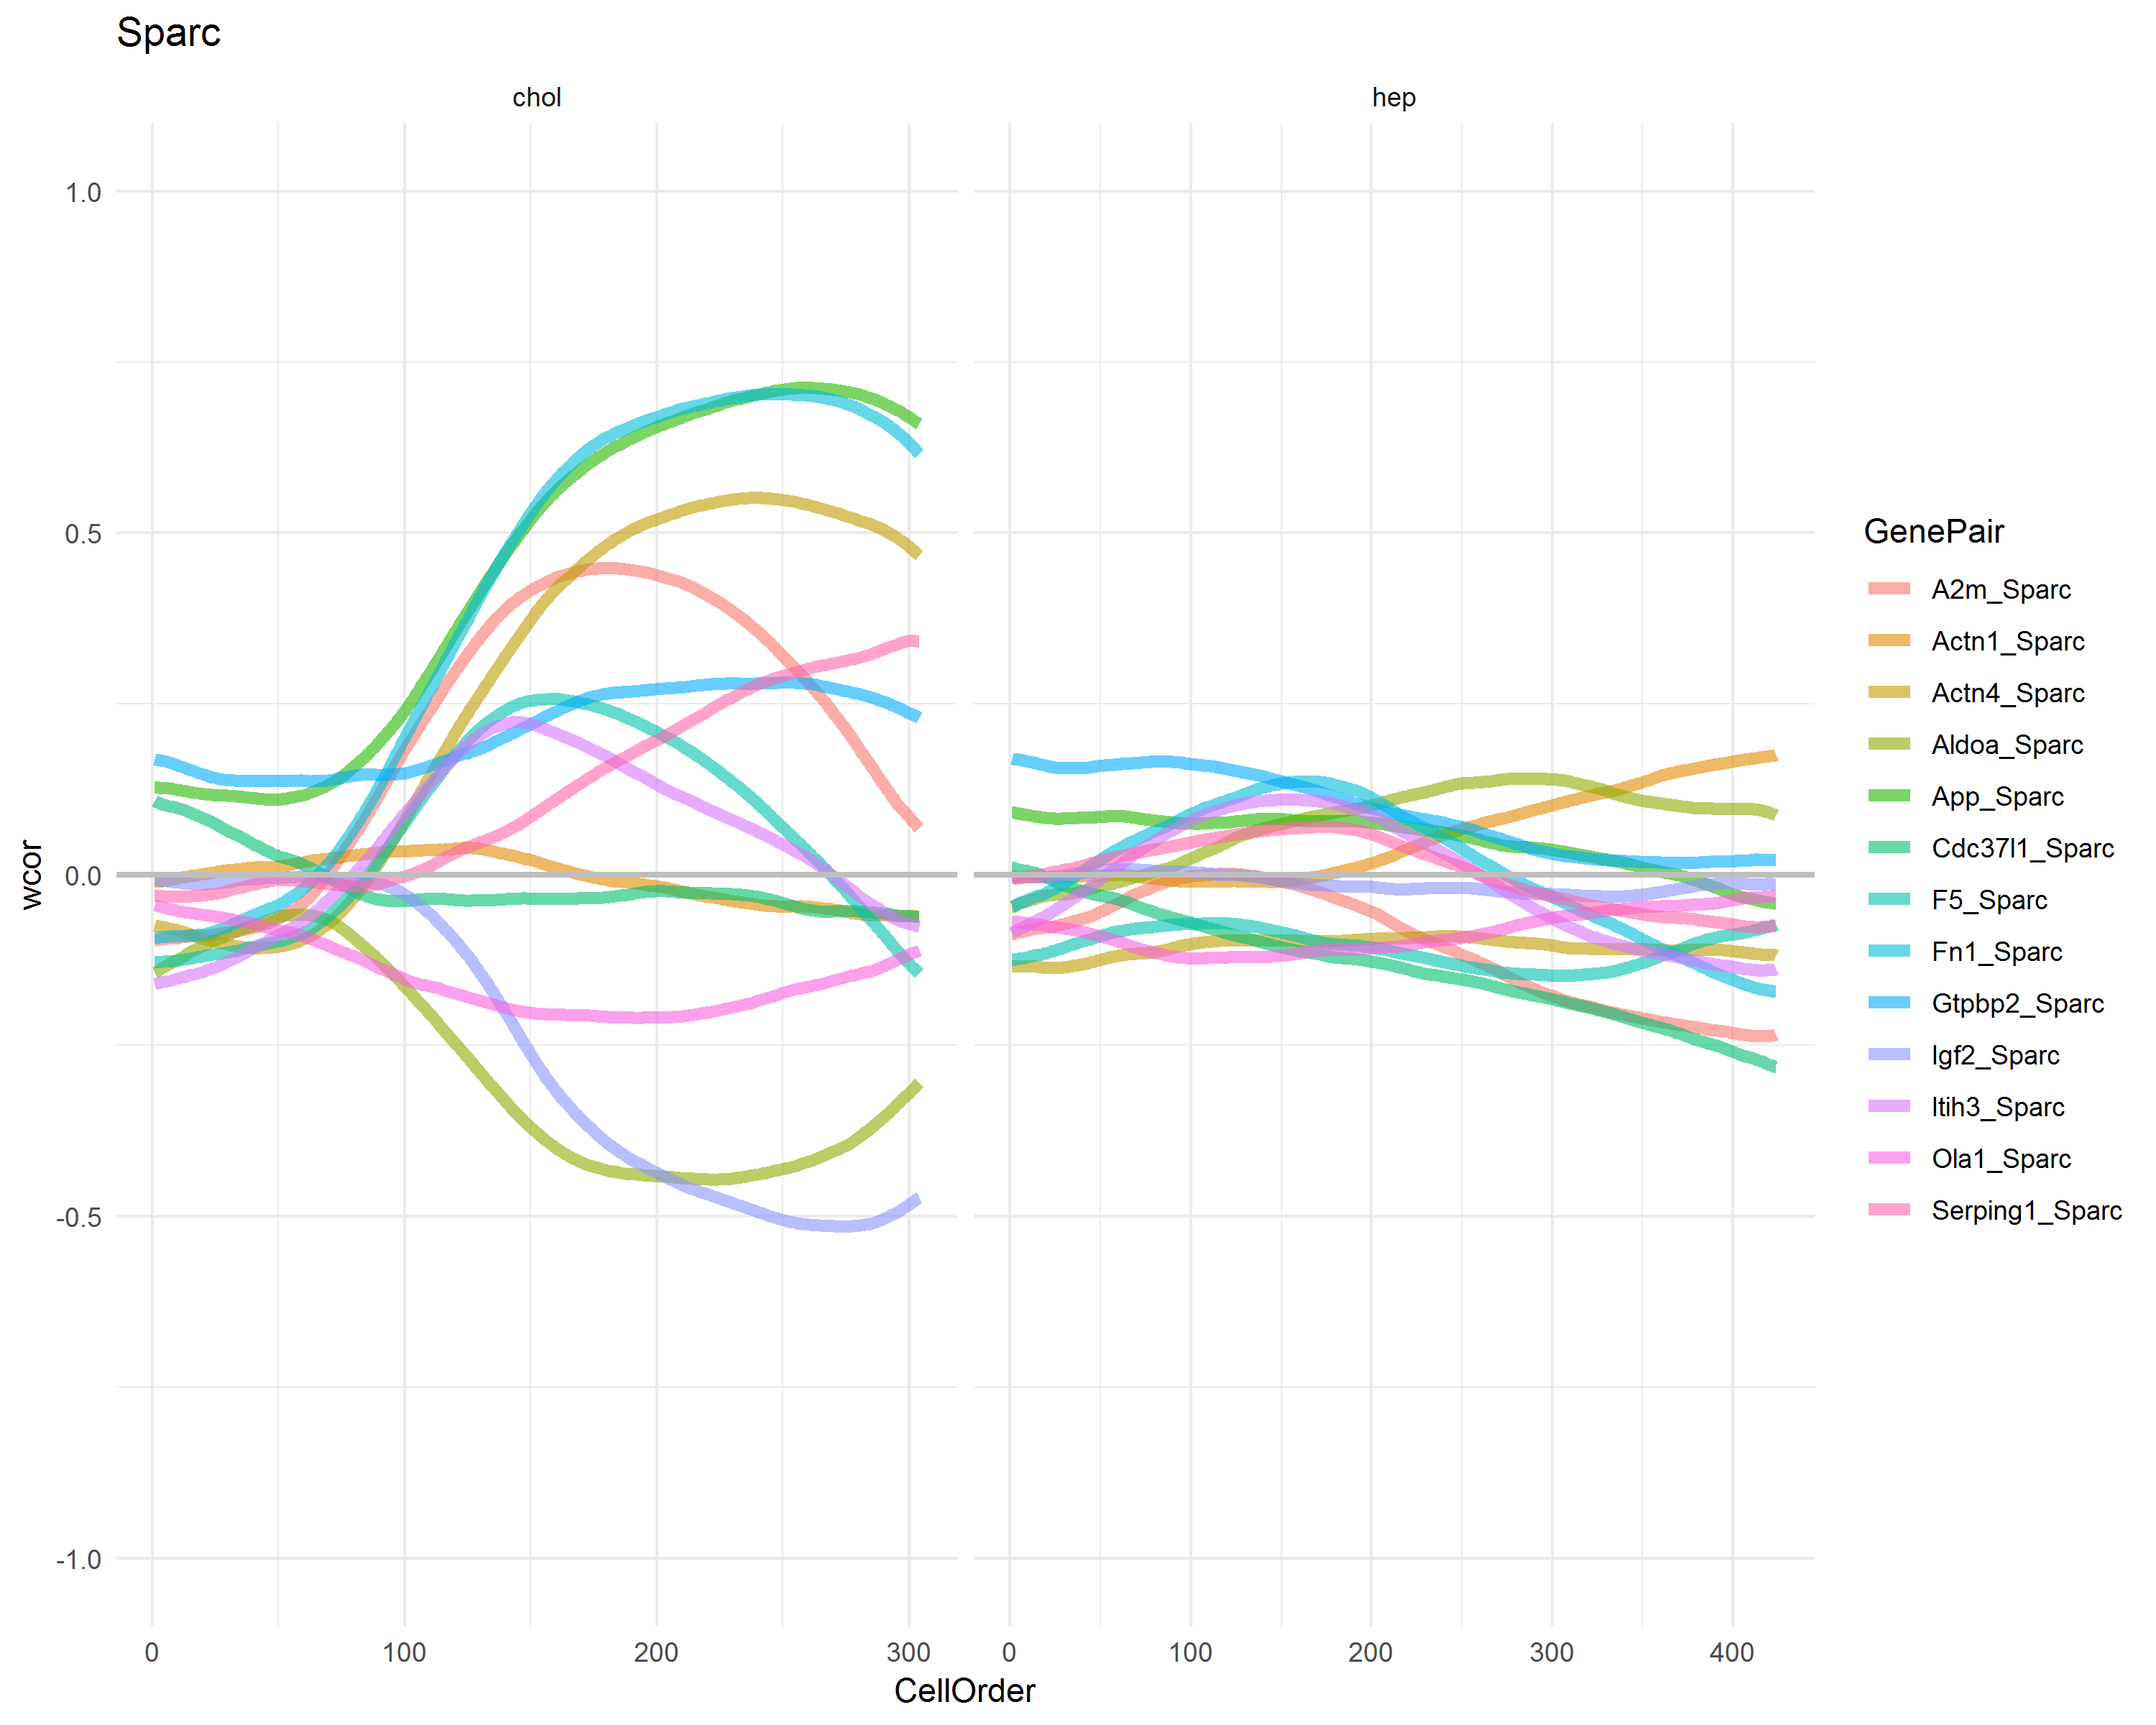 Sparc
chol
hep
1.0
0.5
0.0
-0.5
-1.0
wcor
0 100 200 300
0 100 200 300 400
CellOrder
GenePair
A2m_Sparc
Actn1_Sparc
Actn4_Sparc
Aldoa_Sparc
App_Sparc
Cdc37l1_Sparc
F5_Sparc
Fn1_Sparc
Gtpbp2_Sparc
Igf2_Sparc
Itih3_Sparc
Ola1_Sparc
Serping1_Sparc